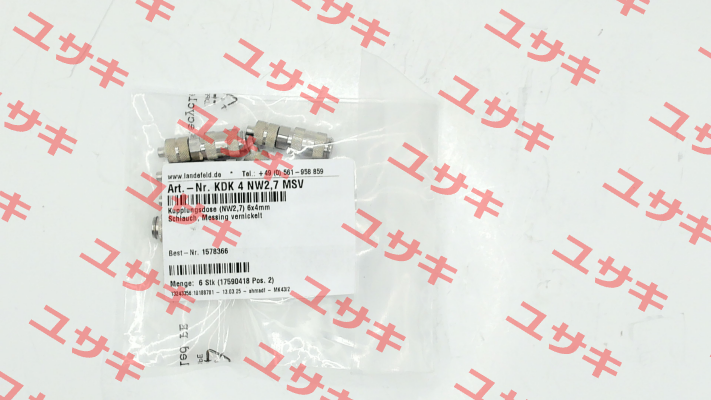 www.landefeld.de * Tel.: +49 (0) 561-958 859
Art.-Nr. KDK 4 NW2,7 MSV
Kupplungsdose (NW2,7) 6x4mm
Schlauch, Messing vernickelt
Best-Nr. 1578366
Menge: 6 Stk (17590418 Pos. 2)
ユサキ